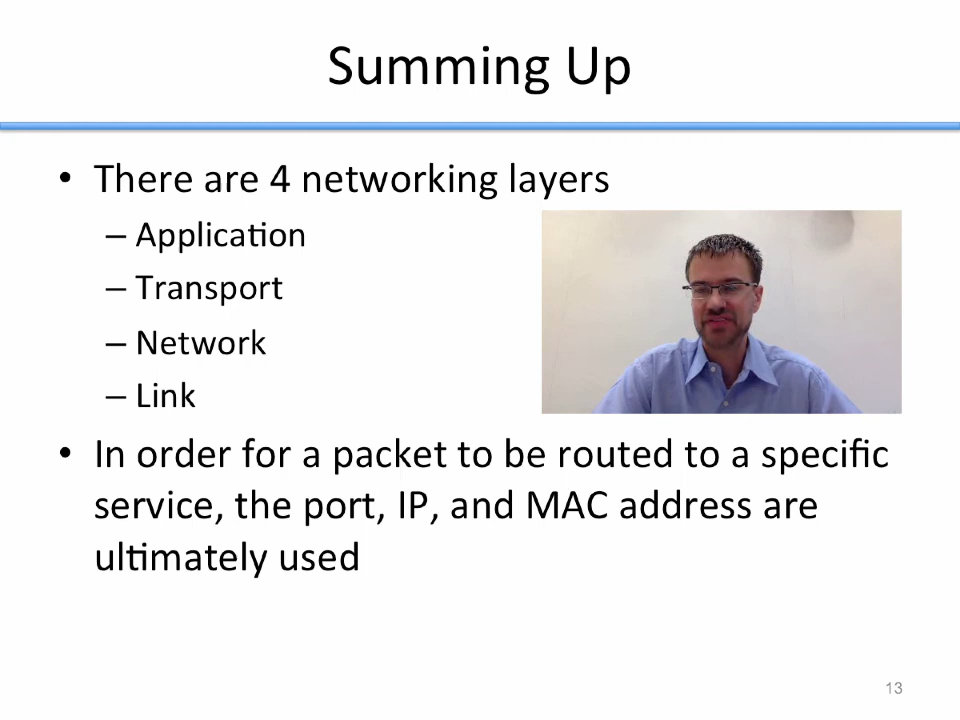 Summing Up
• There are 4 networking layers
– Application
– Transport
– Network
– Link
• In order for a packet to be routed to a specific
service, the port, IP, and MAC address are
ultimately used
13